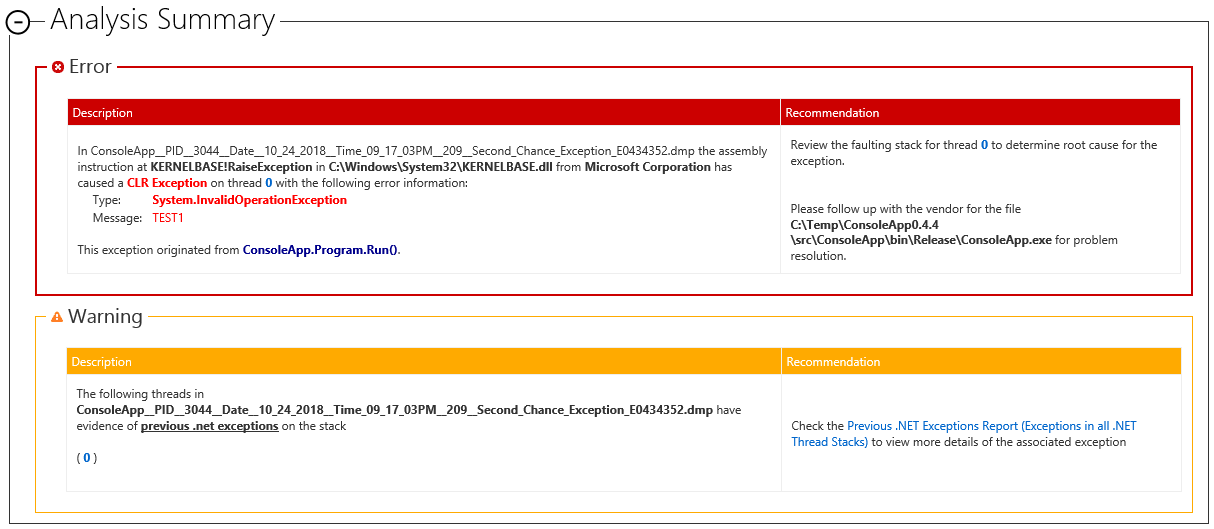 Analysis Summary
Error
Description
Recommendation
In ConsoleApp__PID__3044__Date__10_24_2018__Time_09_17_03PM__209__Second_Chance_Exception_E0434352.dmp the assembly
instruction at KERNELBASE!RaiseException in C:\Windows\System32\KERNELBASE.dll from Microsoft Corporation has
caused a CLR Exception on thread 0 with the following error information:
Type: System.InvalidOperationException
Message: TEST1
This exception originated from ConsoleApp.Program.Run().
Review the faulting stack for thread 0 to determine root cause for the
exception.
Please follow up with the vendor for the file
C:\Temp\ConsoleApp0.4.4
\src\ConsoleApp\bin\Release\ConsoleApp.exe for problem
resolution.
Warning
Description
Recommendation
The following threads in
ConsoleApp__PID__3044__Date__10_24_2018__Time_09_17_03PM__209__Second_Chance_Exception_E0434352.dmp have
evidence of previous .net exceptions on the stack
( 0 )
Check the Previous .NET Exceptions Report (Exceptions in all .NET
Thread Stacks) to view more details of the associated exception